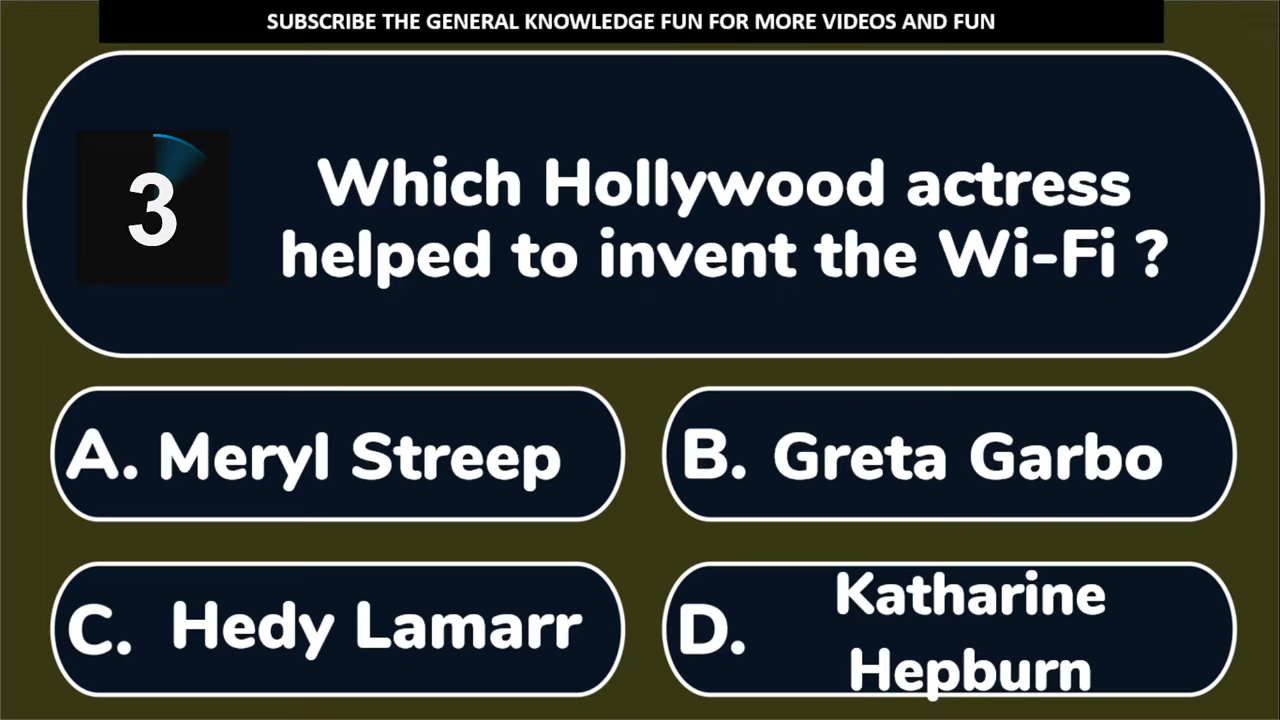 SUBSCRIBE THE GENERAL KNOWLEDGE FUN FOR MORE VIDEOS AND FUN
3
Which Hollywood actress
helped to invent the Wi-Fi ?
A. Meryl Streep
B. Greta Garbo
C. Hedy Lamarr
D. Katharine
Hepburn